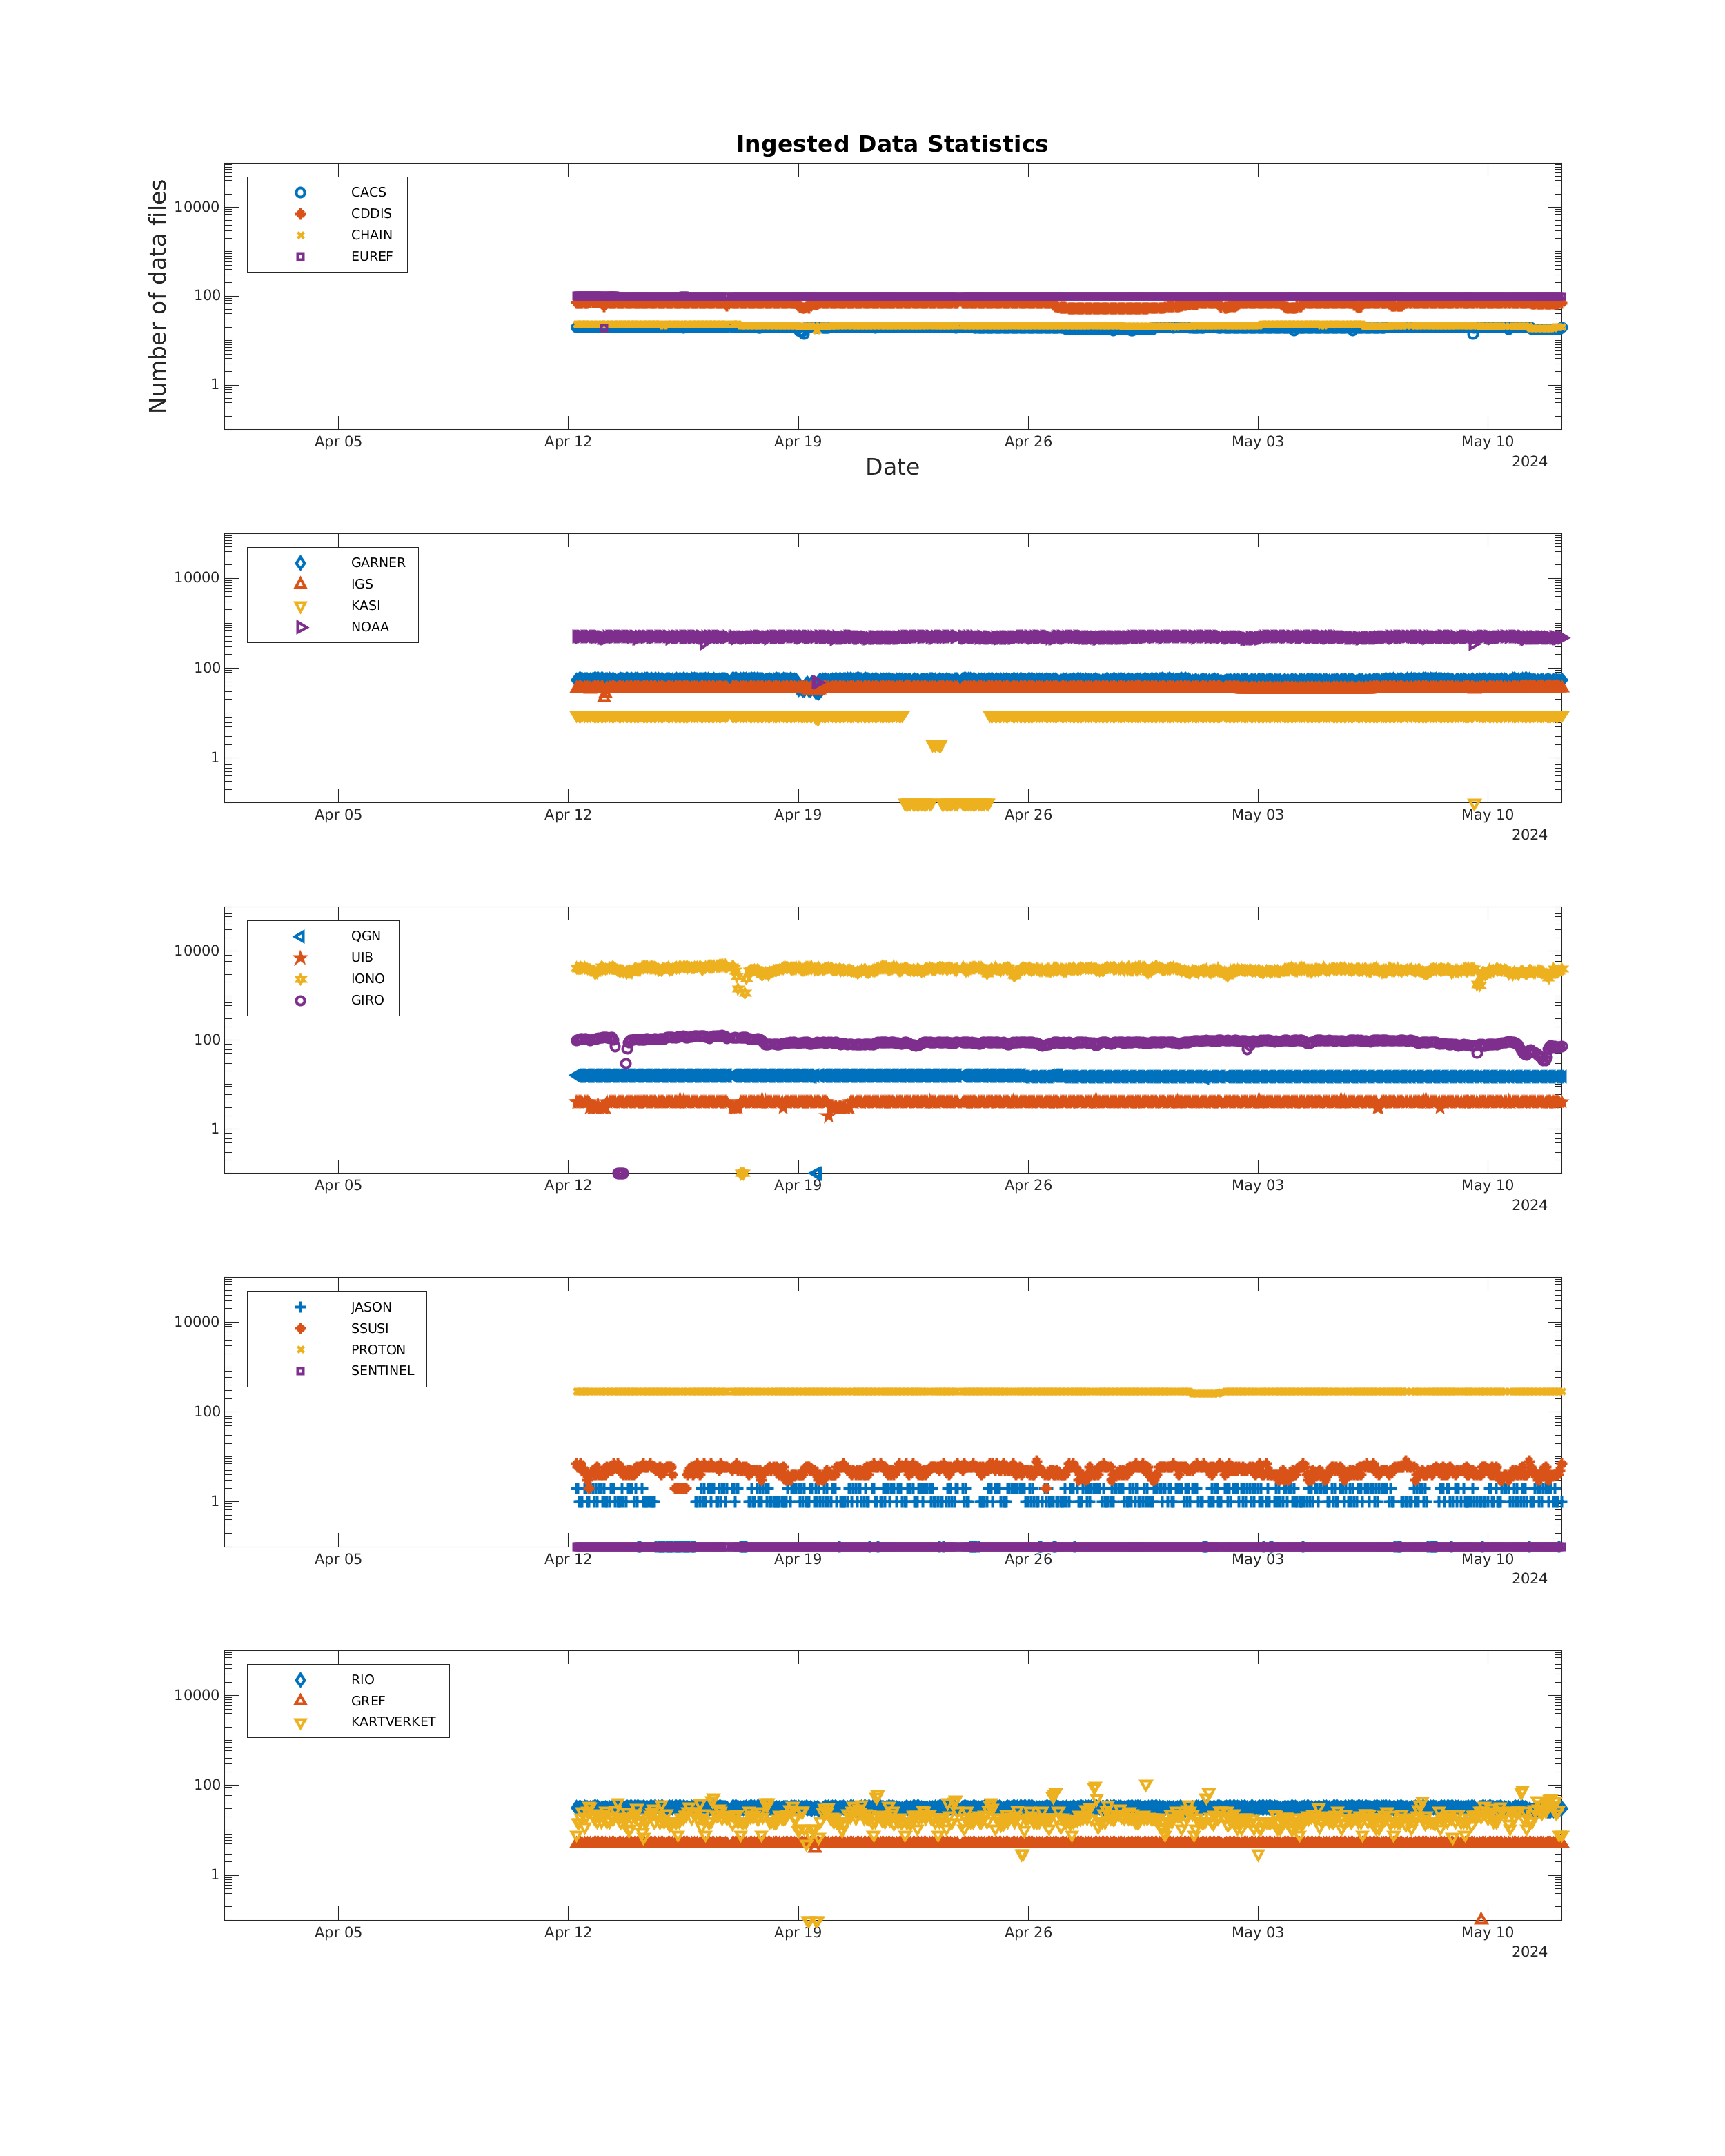 Ingested Data Statistics
Number of data files
10000
100
1
CACS
CDDIS
CHAIN
EUREF
Apr 05 Apr 12 Apr 19 Apr 26 May 03 May 10
2024
Date
10000
100
1
GARNER
IGS
KASI
NOAA
Apr 05 Apr 12 Apr 19 Apr 26 May 03 May 10
2024
10000
100
1
QGN
UIB
IONO
GIRO
Apr 05 Apr 12 Apr 19 Apr 26 May 03 May 10
2024
10000
100
1
JASON
SSUSI
PROTON
SENTINEL
Apr 05 Apr 12 Apr 19 Apr 26 May 03 May 10
2024
10000
100
1
RIO
GREF
KARTVERKET
Apr 05 Apr 12 Apr 19 Apr 26 May 03 May 10
2024